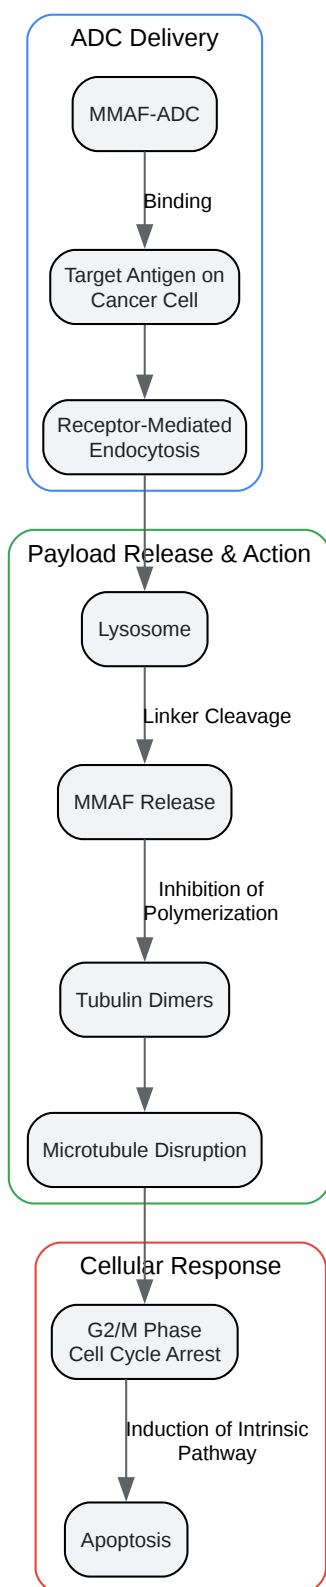 ADC Delivery
MMAF-ADC
Binding
Target Antigen on
Cancer Cell
Receptor-Mediated
Endocytosis
Payload Release & Action
Lysosome
Linker Cleavage
MMAF Release
Inhibition of
Polymerization
Tubulin Dimers
Microtubule Disruption
Cellular Response
G2/M Phase
Cell Cycle Arrest
Induction of Intrinsic
Pathway
Apoptosis